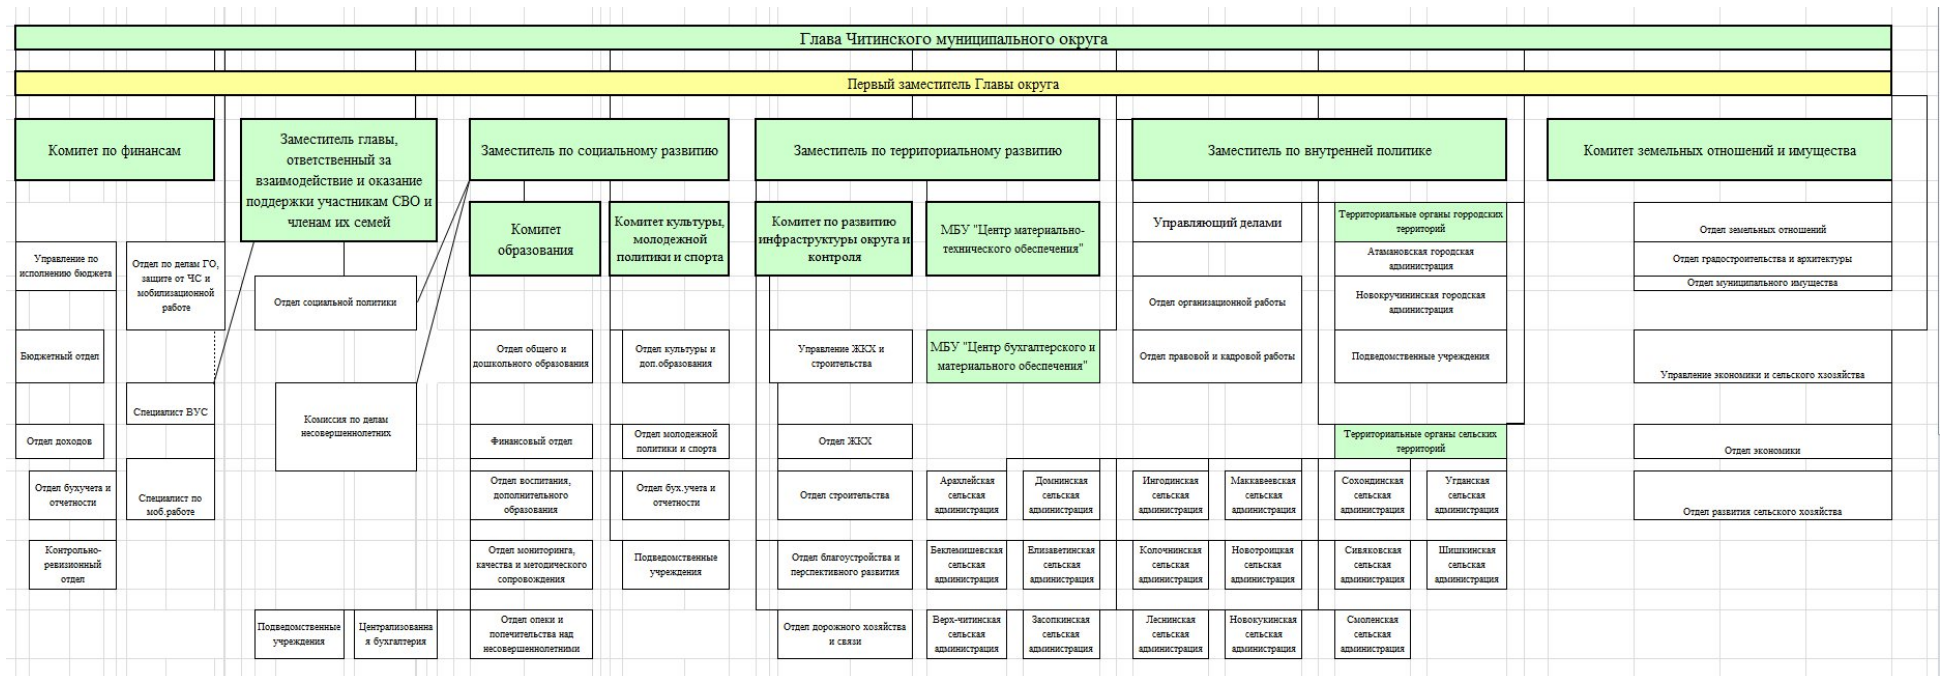 Глава Читинского муниципального округа
Первый заместитель Главы округа
Комитет по финансам
Заместитель главы,
ответственный за
взаимодействие и оказание
поддержки участникам СВО и
членам их семей
Заместитель по социальному развитию
Заместитель по территориальному развитию
Заместитель по внутренней политике
Комитет земельных отношений и имущества
Комитет
образования
Комитет культуры,
молодежной
политики и спорта
Комитет по развитию
инфраструктуры округа и
контроля
МБУ "Центр материально-
технического обеспечения"
Управляющий делами
Территориальные органы горродских
территорий
Отдел земельных отношений
Управление по
исполнению бюджета
Отдел по делам ГО,
защите от ЧС и
мобилизационной
работе
Атамановская городская
администрация
Отдел градостроительства и архитектуры
Отдел социальной политики
Отдел организационной работы
Новокручининская городская
администрация
Отдел муниципального имущества
Бюджетный отдел
Отдел общего и
дошкольного образования
Отдел культуры и
доп.образования
Управление ЖКХ и
строительства
МБУ "Центр бухгалтерского и
материального обеспечения"
Отдел правовой и кадровой работы
Подведомственные учреждения
Управление экономики и сельского хзозяйства
Специалист ВУС
Комиссия по делам
несовершеннолетних
Отдел доходов
Финансовый отдел
Отдел молодежной
политики и спорта
Отдел ЖКХ
Территориальные органы сельских
территорий
Отдел экономики
Отдел бухучета и
отчетности
Специалист по
моб.работе
Отдел воспитания,
дополнительного
образования
Отдел бух.учета и
отчетности
Отдел строительства
Арахлейская
сельская
администрация
Домнинская
сельская
администрация
Ингодинская
сельская
администрация
Маккавеевская
сельская
администрация
Сохондинская
сельская
администрация
Угданская
сельская
администрация
Отдел развития сельского хозяйства
Контрольно-
ревизионный
отдел
Отдел мониторинга,
качества и методического
сопровождения
Подведомственные
учреждения
Отдел благоустройства и
перспективного развития
Беклемишевская
сельская
администрация
Елизаветинская
сельская
администрация
Колочнинская
сельская
администрация
Новотроицкая
сельская
администрация
Сивяковская
сельская
администрация
Шишкинская
сельская
администрация
Подведомственные
учреждения
Централизованна
я бухгалтерия
Отдел опеки и
попечительства над
несовершеннолетними
Отдел дорожного хозяйства
и связи
Верх-читинская
сельская
администрация
Засопкинская
сельская
администрация
Леснинская
сельская
администрация
Новокукинская
сельская
администрация
Смоленская
сельская
администрация